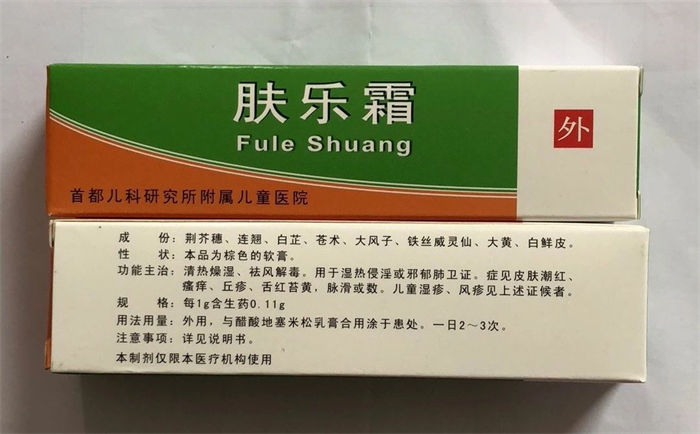 肤乐霜
Fule Shuang
外
首都儿科研究所附属儿童医院
成　份：荆芥穗、连翘、白芷、苍术、大风子、铁丝威灵仙、大黄、白鲜皮。
性　状：本品为棕色的软膏。
功能主治：清热燥湿、祛风解毒。用于湿热侵淫或邪郁肺卫证。症见皮肤潮红、
瘙痒、丘疹、舌红苔黄，脉滑或数。儿童湿疹、风疹见上述证候者。
规　格：每1g含生药0.11g
用法用量：外用，与醋酸地塞米松乳膏合用涂于患处。一日2～3次。
注意事项：详见说明书。
本制剂仅限本医疗机构使用